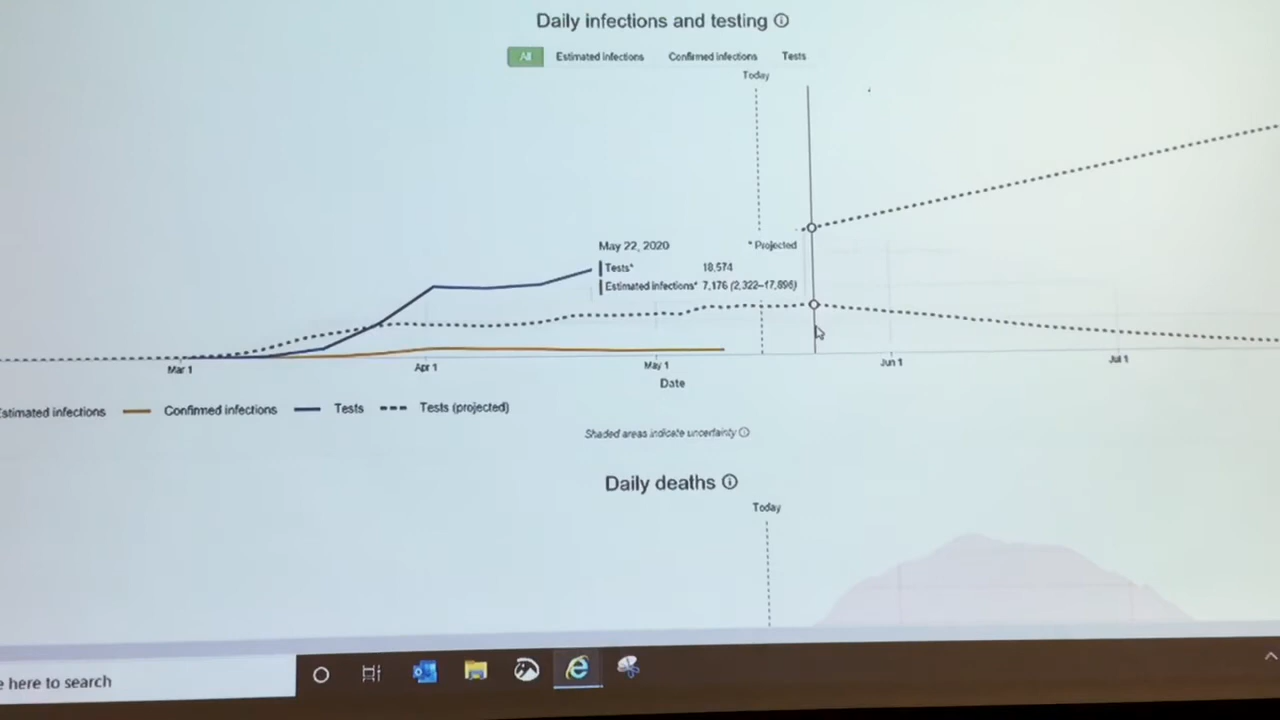 Daily infections and testing
All Estimated infections Confirmed infections Tests
Today
May 22, 2020 * Projected
Tests* 18,574
Estimated infections* 7,176 (2,322–17,896)
Mar 1 Apr 1 May 1 Jun 1 Jul 1
Date
Estimated infections Confirmed infections Tests Tests (projected)
Shaded areas indicate uncertainty
Daily deaths
Today
e here to search